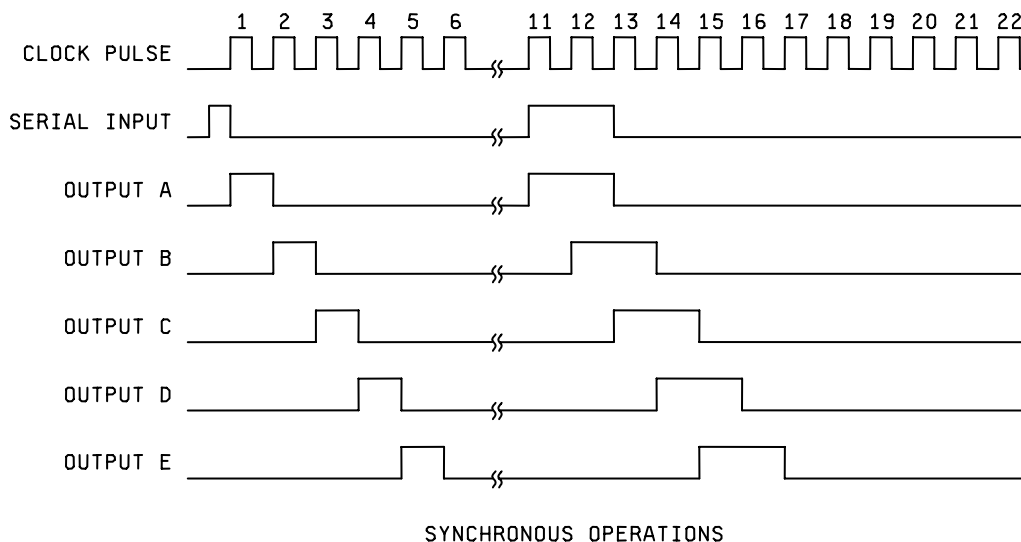 1 2 3 4 5 6 11 12 13 14 15 16 17 18 19 20 21 22
CLOCK PULSE
SERIAL INPUT
OUTPUT A
OUTPUT B
OUTPUT C
OUTPUT D
OUTPUT E
SYNCHRONOUS OPERATIONS